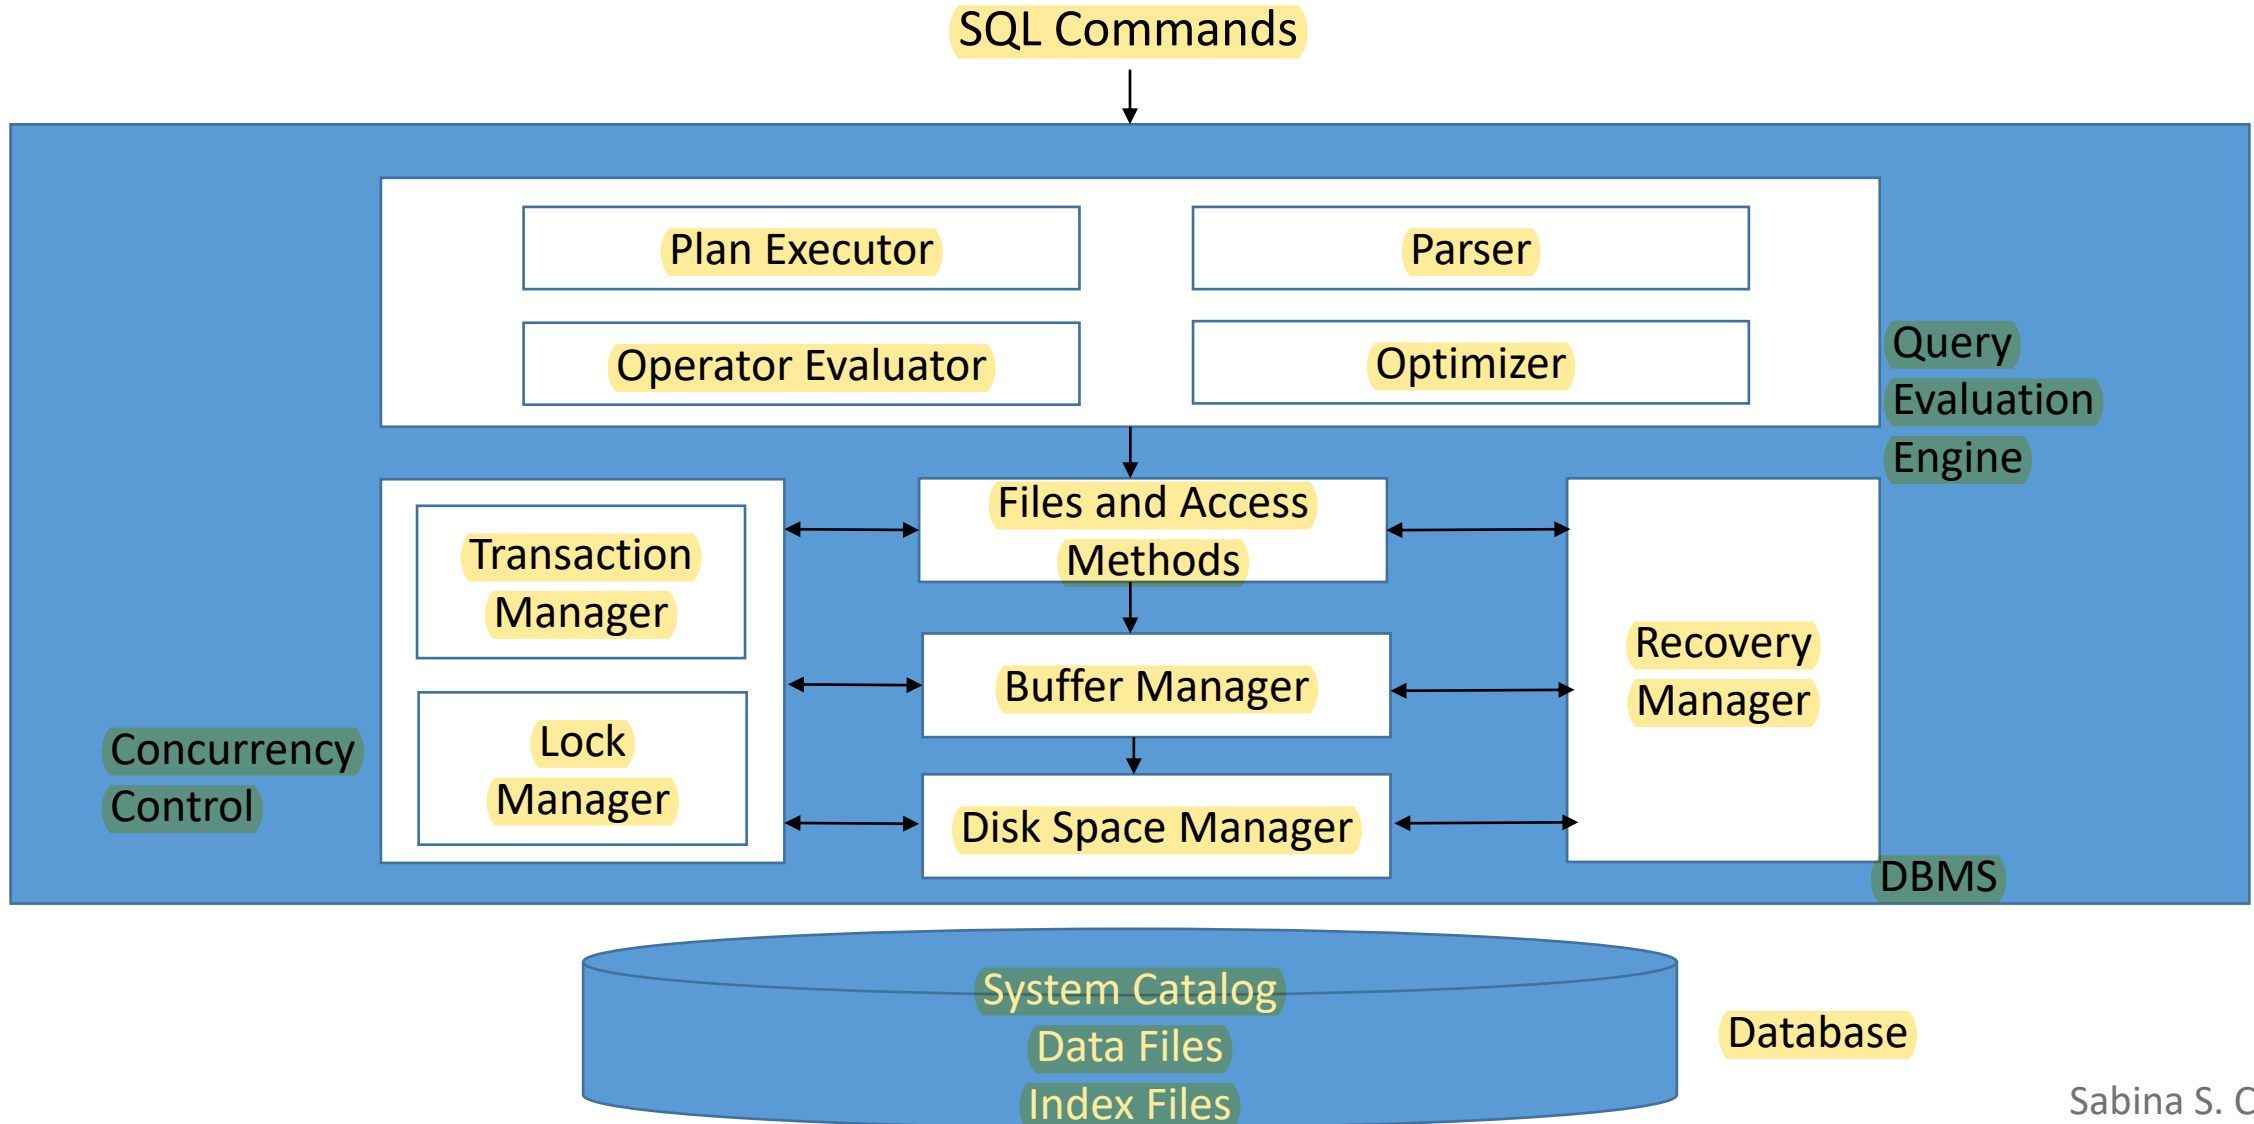 SQL Commands
Plan Executor
Parser
Operator Evaluator
Optimizer
Query
Evaluation
Engine
Files and Access
Methods
Transaction
Manager
Recovery
Manager
Buffer Manager
Lock
Manager
Concurrency
Control
Disk Space Manager
DBMS
System Catalog
Data Files
Index Files
Database
Sabina S. C